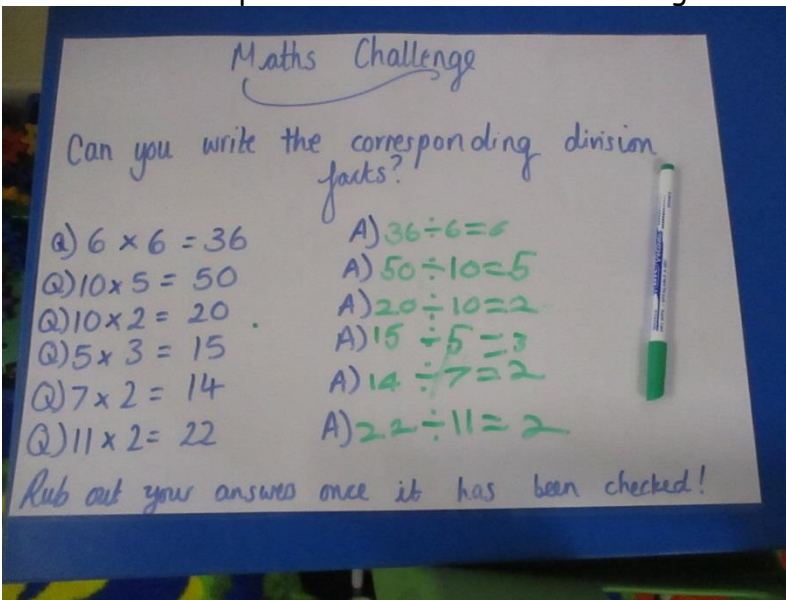 Maths Challenge
Can you write the corresponding division
facts?
Q) 6 × 6 = 36 A) 36÷6=6
Q) 10 × 5 = 50 A) 50÷10=5
Q) 10 × 2 = 20 A) 20÷10=2
Q) 5 × 3 = 15 A) 15 ÷5=3
Q) 7 × 2 = 14 A) 14 ÷7=2
Q) 11 × 2 = 22 A) 22÷11=2
Rub out your answes once it has been checked!